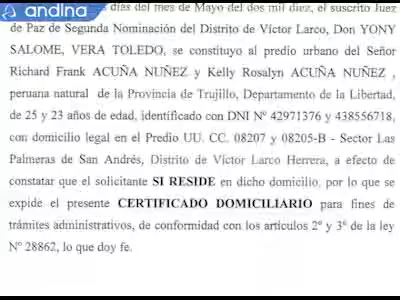 andina
días del mes de Mayo del dos mil diez, el suscrito Juez
de Paz de Segunda Nominación del Distrito de Víctor Larco, Don YONY
SALOME, VERA TOLEDO, se constituyo al predio urbano del Señor
Richard Frank ACUÑA NUÑEZ y Kelly Rosalyn ACUÑA NUÑEZ ,
peruana natural de la Provincia de Trujillo, Departamento de la Libertad,
de 25 y 23 años de edad, identificado con DNI Nº 42971376 y 438556718,
con domicilio legal en el Predio UU. CC. 08207 y 08205-B - Sector Las
Palmeras de San Andrés, Distrito de Víctor Larco Herrera, a efecto de
constatar que el solicitante SI RESIDE en dicho domicilio, por lo que se
expide el presente CERTIFICADO DOMICILIARIO para fines de
trámites administrativos, de conformidad con los artículos 2º y 3º de la ley
Nº 28862, lo que doy fe.